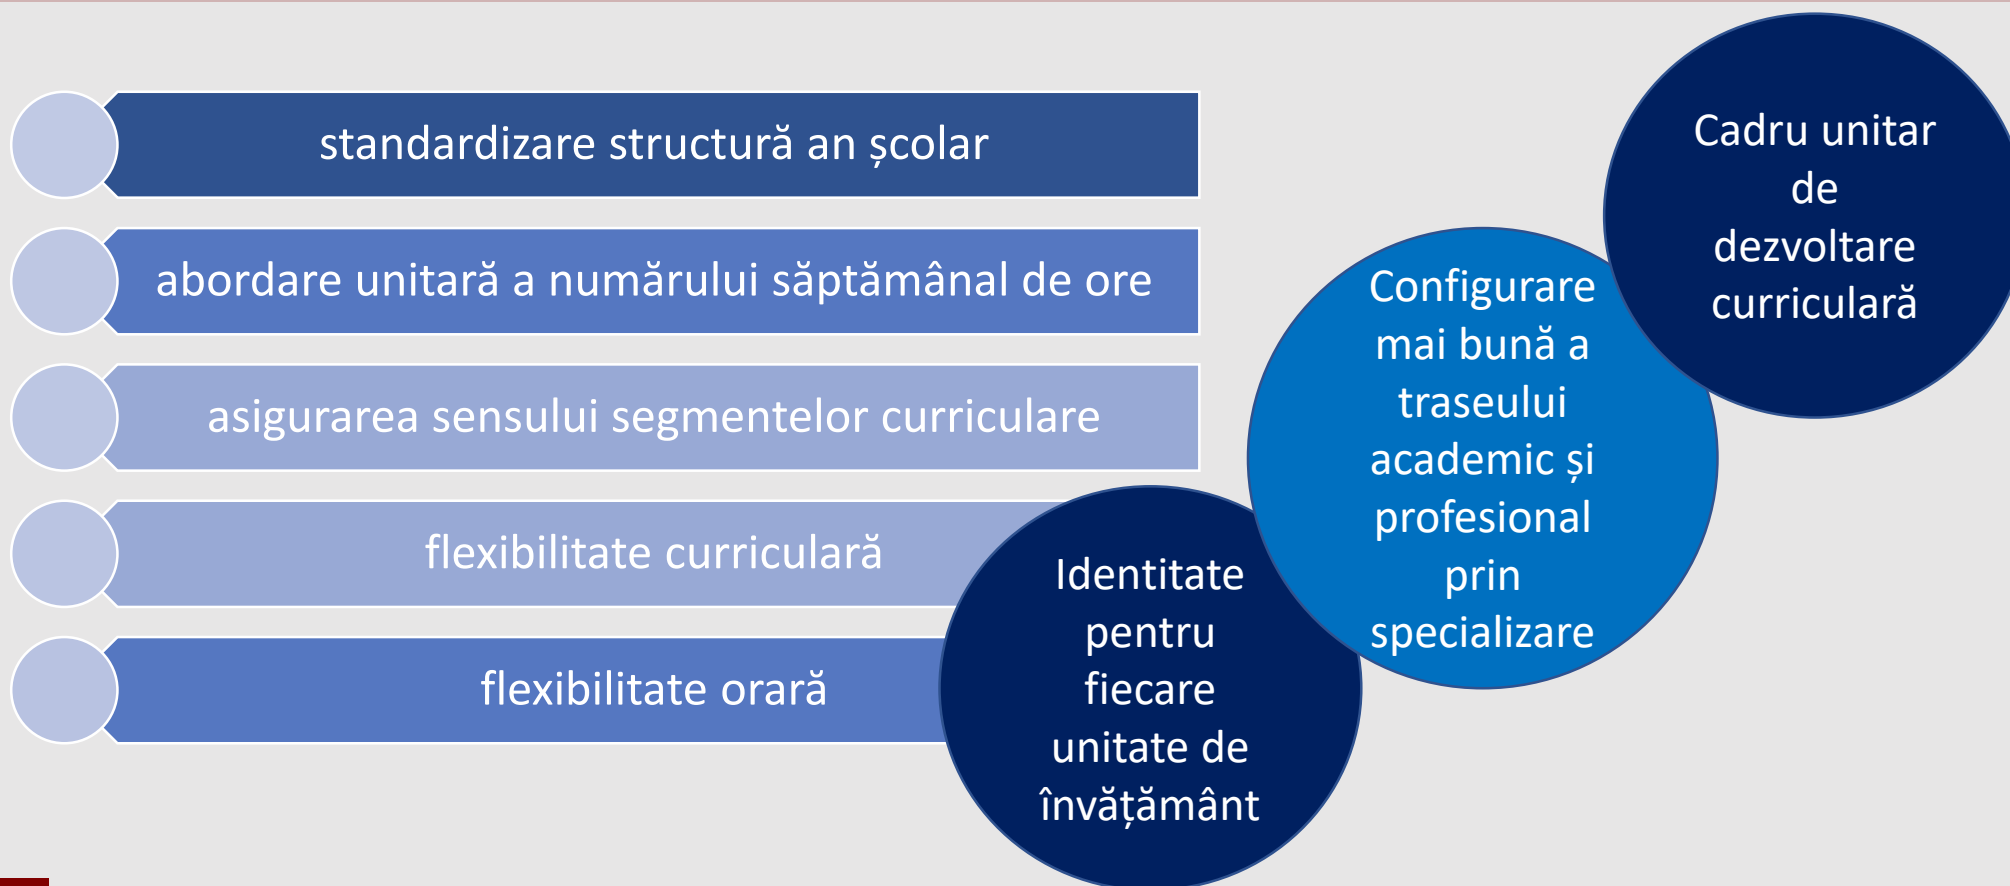 standardizare structură an școlar
abordare unitară a numărului săptămânal de ore
asigurarea sensului segmentelor curriculare
flexibilitate curriculară
flexibilitate orară
Identitate
pentru
fiecare
unitate de
învățământ
Configurare
mai bună a
traseului
academic și
profesional
prin
specializare
Cadru unitar
de
dezvoltare
curriculară